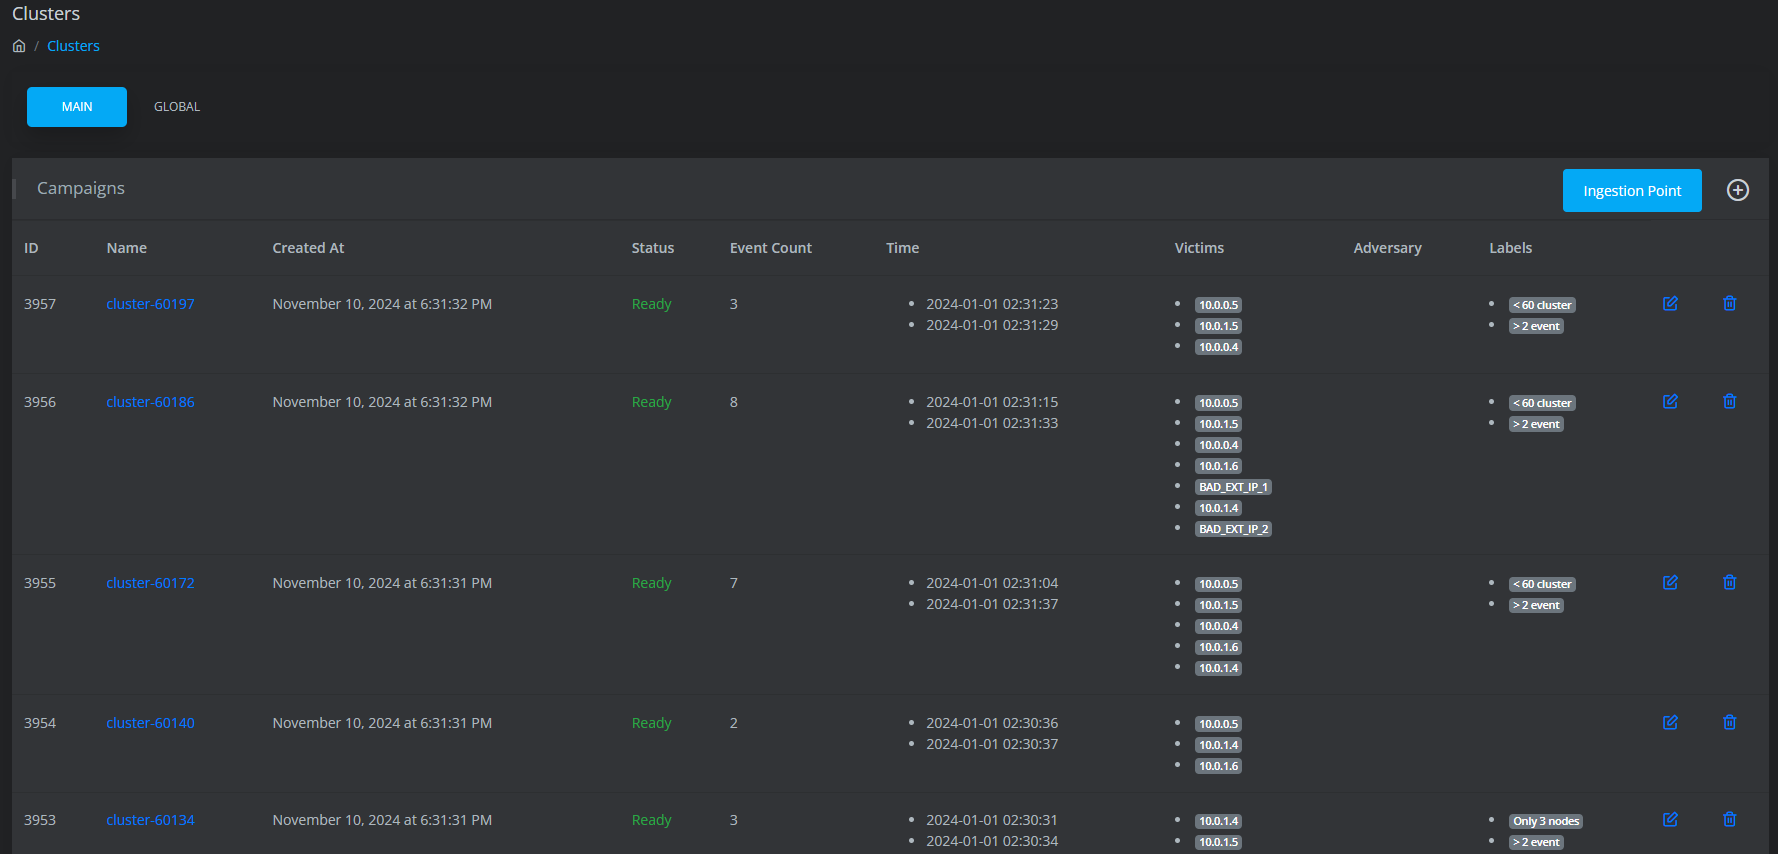 Clusters
/ Clusters
MAIN GLOBAL
Campaigns Ingestion Point
ID Name Created At Status Event Count Time Victims Adversary Labels
3957 cluster-60197 November 10, 2024 at 6:31:32 PM Ready 3 2024-01-01 02:31:23 10.0.0.5 < 60 cluster
2024-01-01 02:31:29 10.0.1.5 > 2 event
10.0.0.4
3956 cluster-60186 November 10, 2024 at 6:31:32 PM Ready 8 2024-01-01 02:31:15 10.0.0.5 < 60 cluster
2024-01-01 02:31:33 10.0.1.5 > 2 event
10.0.0.4
10.0.1.6
BAD_EXT_IP_1
10.0.1.4
BAD_EXT_IP_2
3955 cluster-60172 November 10, 2024 at 6:31:31 PM Ready 7 2024-01-01 02:31:04 10.0.0.5 < 60 cluster
2024-01-01 02:31:37 10.0.1.5 > 2 event
10.0.0.4
10.0.1.6
10.0.1.4
3954 cluster-60140 November 10, 2024 at 6:31:31 PM Ready 2 2024-01-01 02:30:36 10.0.0.5
2024-01-01 02:30:37 10.0.1.4
10.0.1.6
3953 cluster-60134 November 10, 2024 at 6:31:31 PM Ready 3 2024-01-01 02:30:31 10.0.1.4 Only 3 nodes
2024-01-01 02:30:34 10.0.1.5 > 2 event